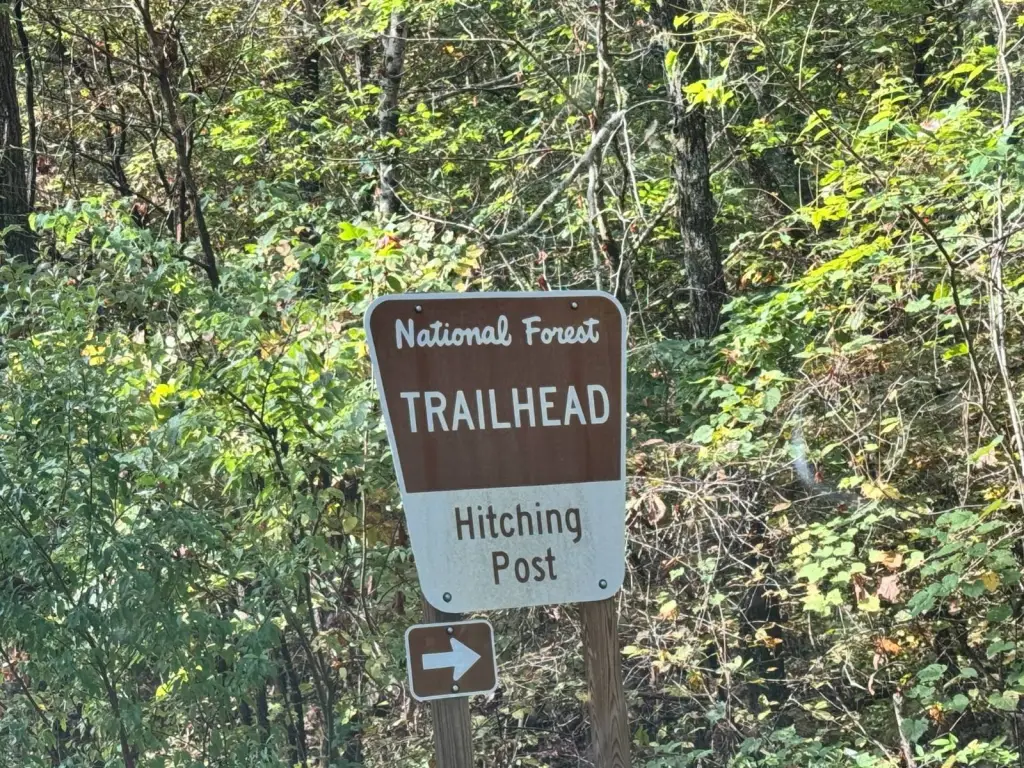 National Forest
TRAILHEAD
Hitching
Post